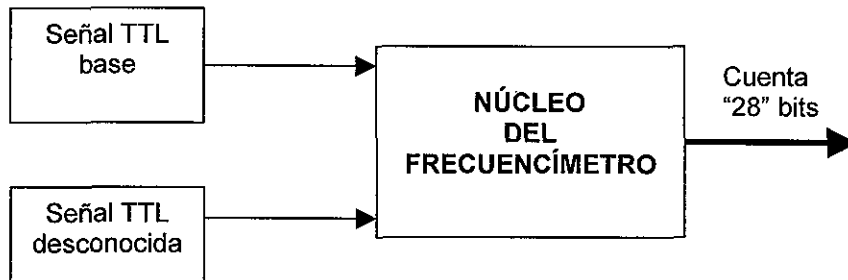 Señal TTL
base
Señal TTL
desconocida
NÚCLEO
DEL
FRECUENCÍMETRO
Cuenta
"28" bits